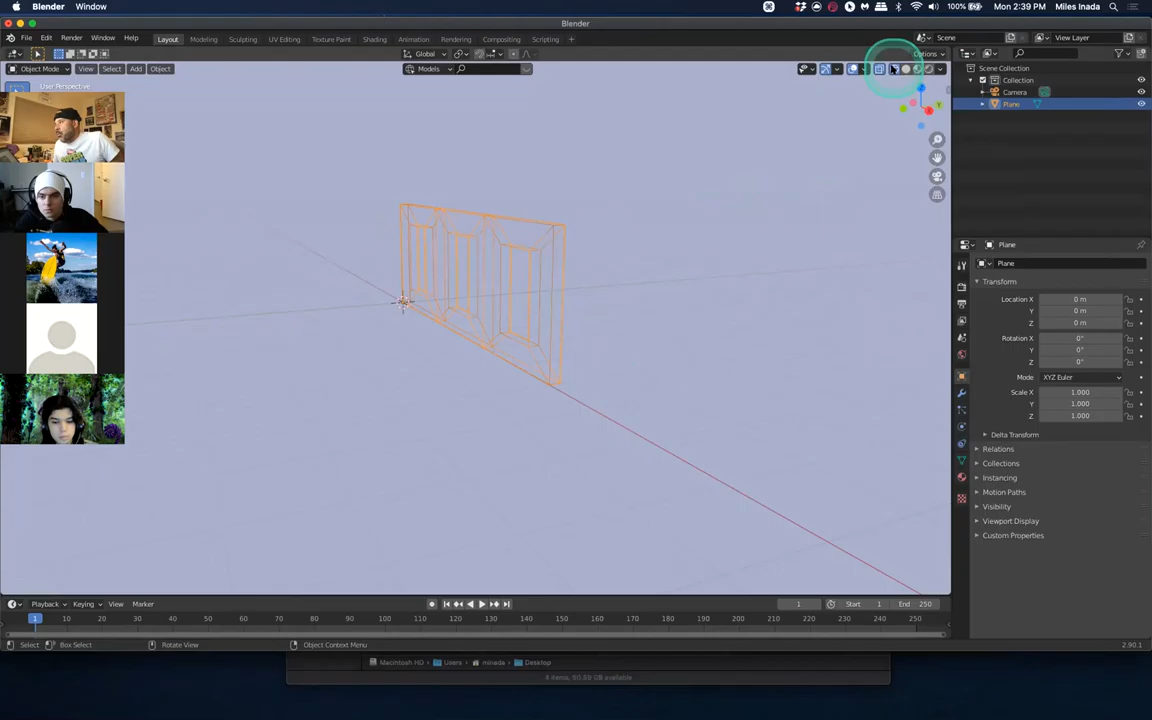 Blender Window 100% Mon 2:39 PM Miles Inada
Blender
File Edit Render Window Help Layout Modeling Sculpting UV Editing Texture Paint Shading Animation Rendering Compositing Scripting + Scene View Layer
Global Options
Object Mode View Select Add Object Models
User Perspective
Y
Scene Collection
Collection
Camera
Plane
Plane
Plane
Transform
Location X 0 m
Y 0 m
Z 0 m
Rotation X 0°
Y 0°
Z 0°
Mode XYZ Euler
Scale X 1.000
Y 1.000
Z 1.000
Delta Transform
Relations
Collections
Instancing
Motion Paths
Visibility
Viewport Display
Custom Properties
Playback Keying View Marker 1 Start 1 End 250
1 10 20 30 40 50 60 70 80 90 100 110 120 130 140 150 160 170 180 190 200 210 220 230 240 250
Select Box Select Rotate View Object Context Menu 2.90.1
Macintosh HD Users minada Desktop